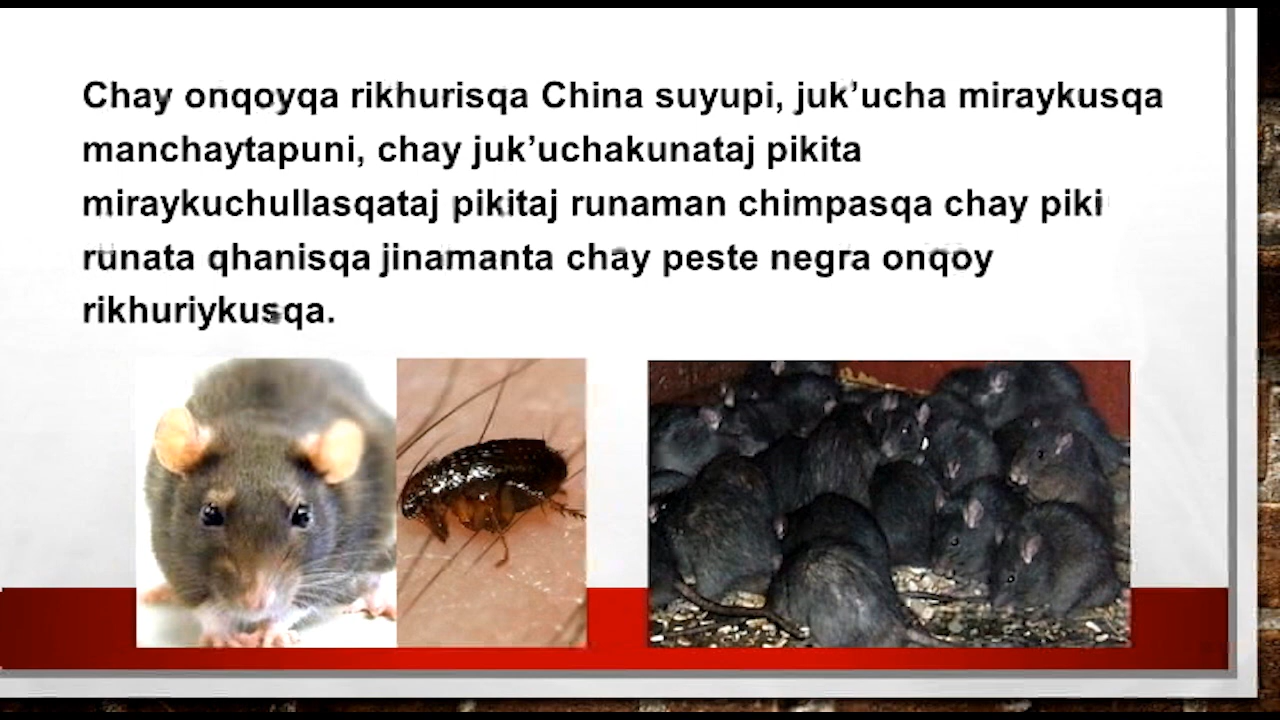 Chay onqoyqa rikhurisqa China suyupi, juk’ucha miraykusqa
manchaytapuni, chay juk’uchakunataj pikita
miraykuchullasqataj pikitaj runaman chimpasqa chay piki
runata qhanisqa jinamanta chay peste negra onqoy
rikhuriykusqa.